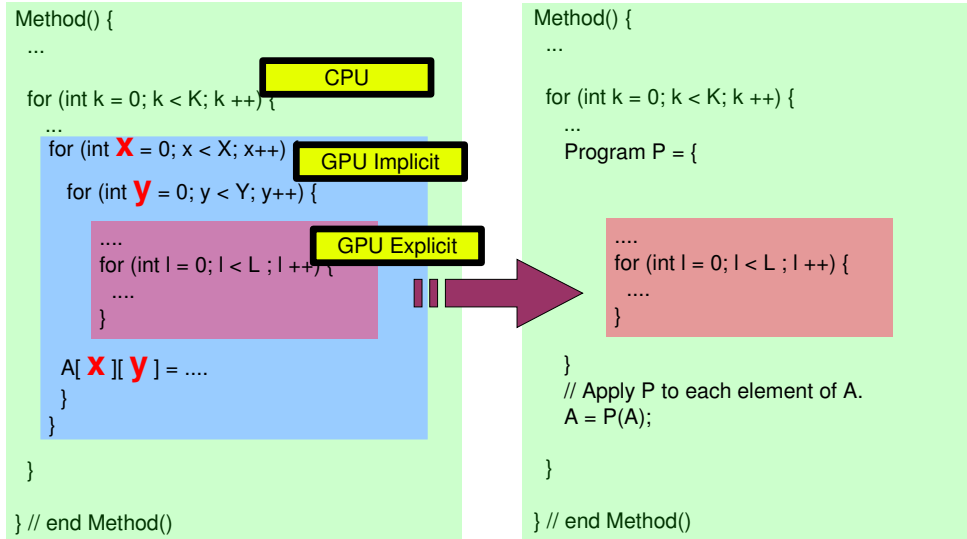 Method() {
...
CPU
for (int k = 0; k < K; k ++) {
...
for (int x = 0; x < X; x++) {
GPU Implicit
for (int y = 0; y < Y; y++) {
....
GPU Explicit
for (int l = 0; l < L ; l ++) {
....
}
A[ x ][ y ] = ....
}
}
}
} // end Method()
Method() {
...
for (int k = 0; k < K; k ++) {
...
Program P = {
....
for (int l = 0; l < L ; l ++) {
....
}
}
// Apply P to each element of A.
A = P(A);
}
} // end Method()